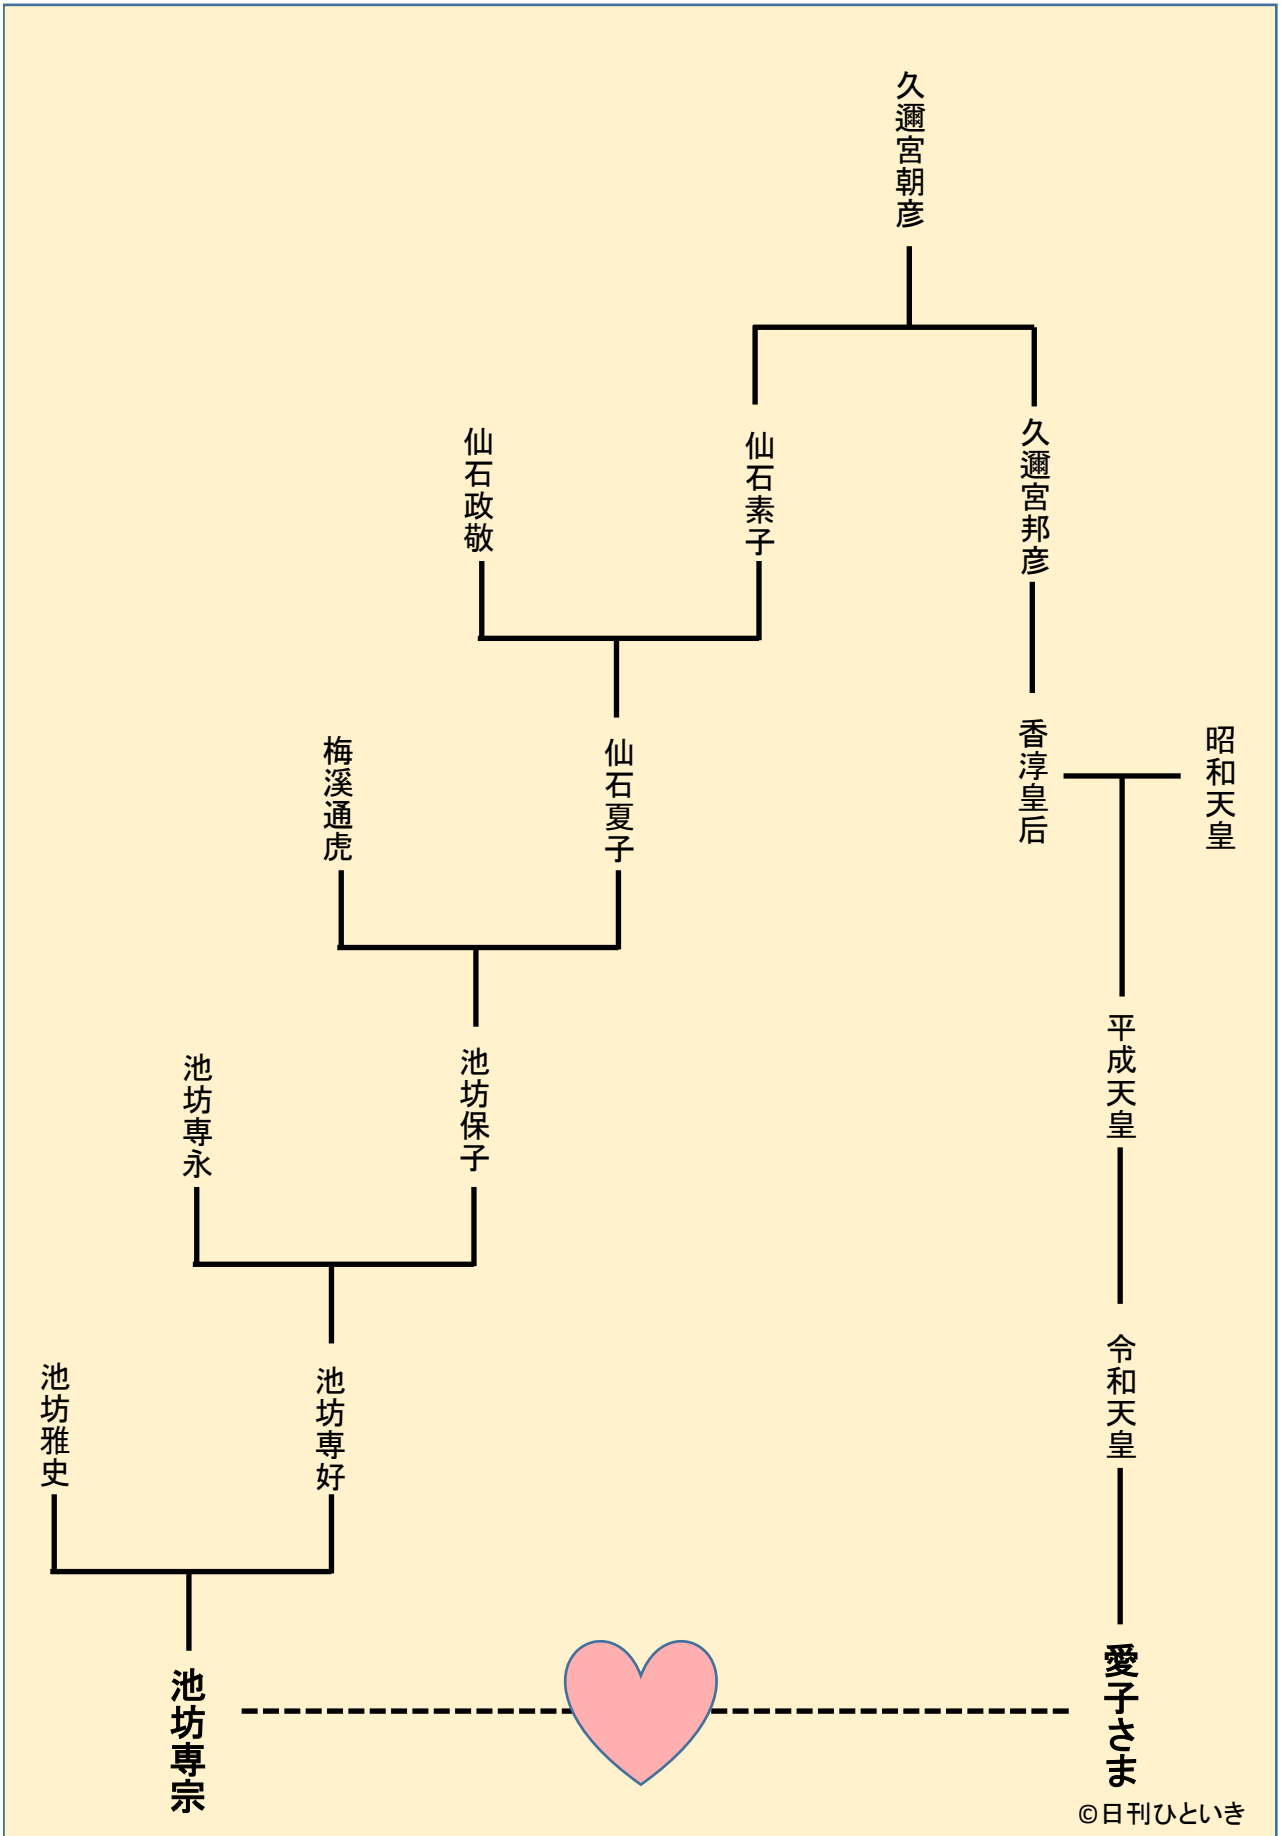 久邇宮朝彦
久邇宮邦彦
仙石素子
仙石政敬
昭和天皇
香淳皇后
仙石夏子
梅溪通虎
平成天皇
池坊保子
池坊専永
令和天皇
池坊専好
池坊雅史
愛子さま
池坊専宗
©日刊ひといき